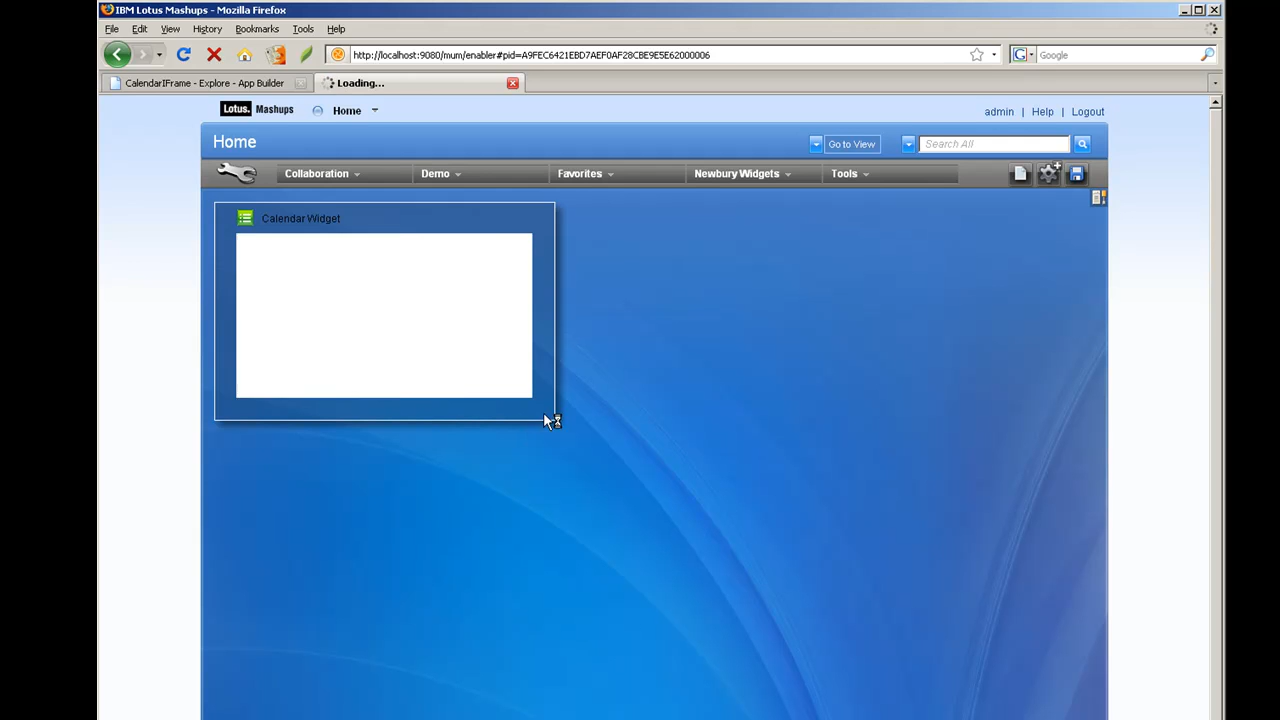 IBM Lotus Mashups - Mozilla Firefox
File Edit View History Bookmarks Tools Help
http://localhost:9080/mum/enabler#pid=A9FEC6421EBD7AEF0AF28CBE9E5E62000006
Google
CalendarIFrame - Explore - App Builder
Loading...
Lotus. Mashups Home
admin | Help | Logout
Home
Go to View
Search All
Collaboration Demo Favorites Newbury Widgets Tools
Calendar Widget